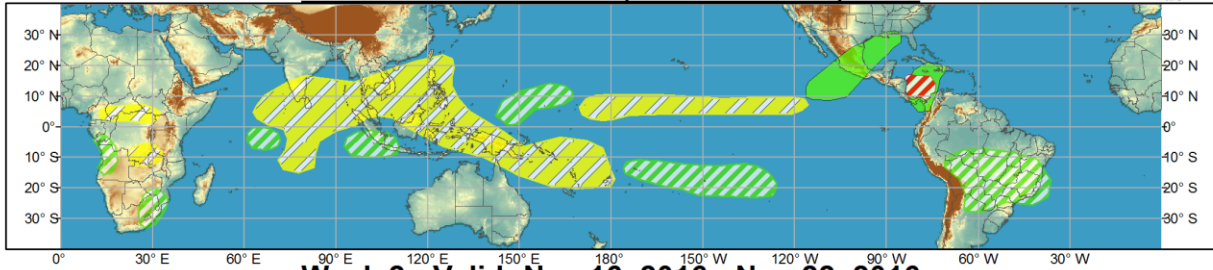 30° N
20° N
10° N
0°
10° S
20° S
30° S
30° N
20° N
10° N
0°
10° S
20° S
30° S
0°
30° E
60° E
90° E
120° E
150° E
180°
150° W
120° W
90° W
60° W
30° W